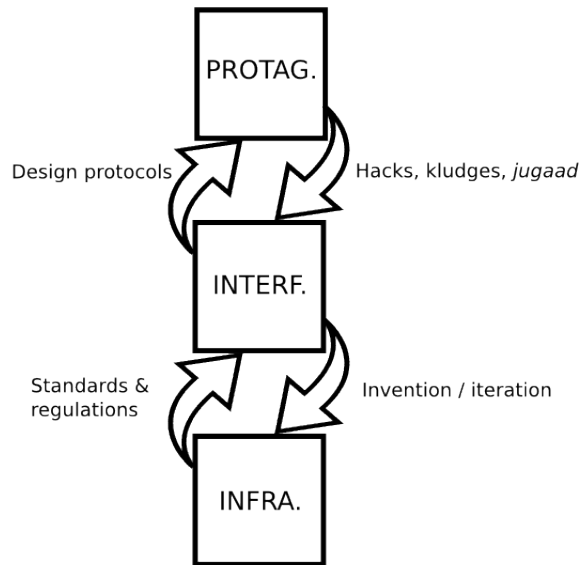 PROTAG.
Design protocols
Hacks, kludges, jugaad
INTERF.
Standards &
regulations
Invention / iteration
INFRA.